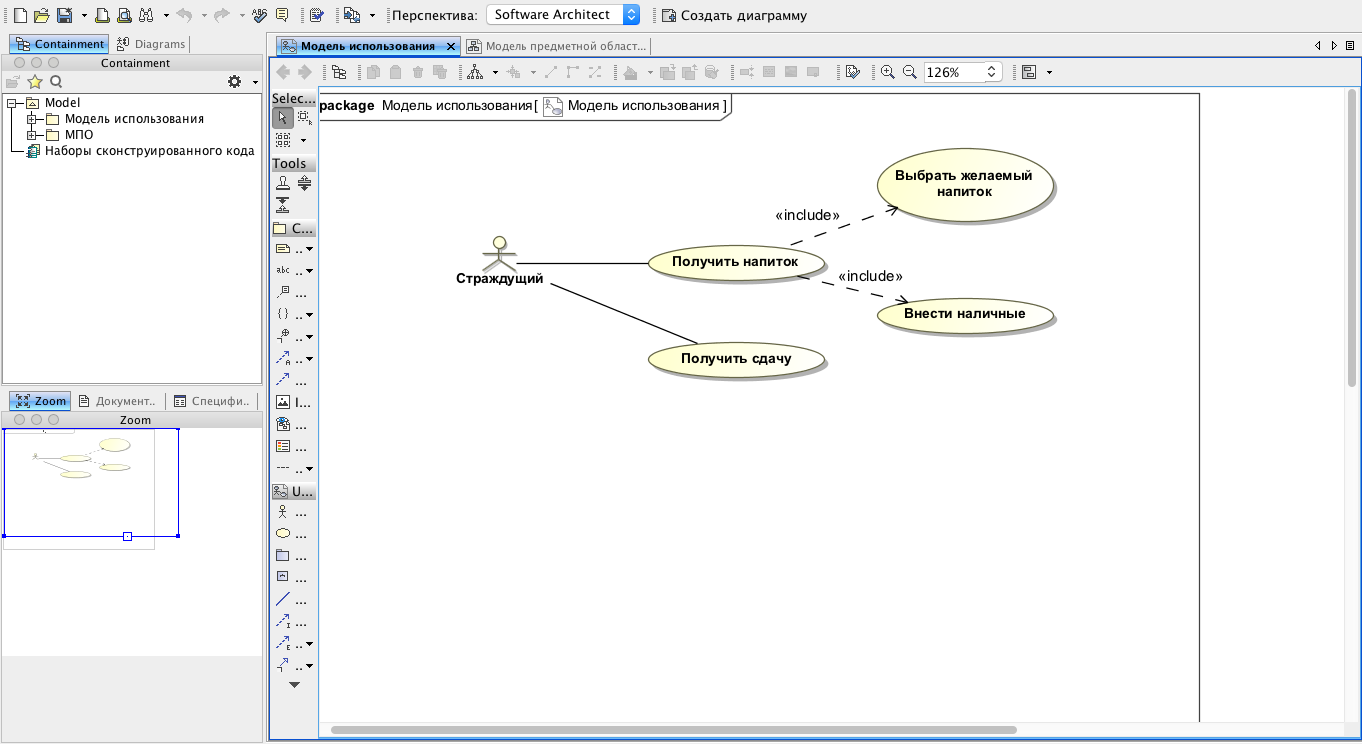 Перспектива: Software Architect Создать диаграмму
Containment Diagrams
Containment
Model
Модель использования
МПО
Наборы сконструированного кода
Zoom Документ.. Специфи..
Zoom
Модель использования Модель предметной област...
126%
Selec...
Tools
C...
..
abc ..
...
{ } ..
..
A ..
...
I...
...
...
..
U...
...
...
...
...
...
I ...
E ..
..
package Модель использования[ Модель использования ]
Выбрать желаемый
напиток
«include»
Получить напиток
«include»
Страждущий
Внести наличные
Получить сдачу